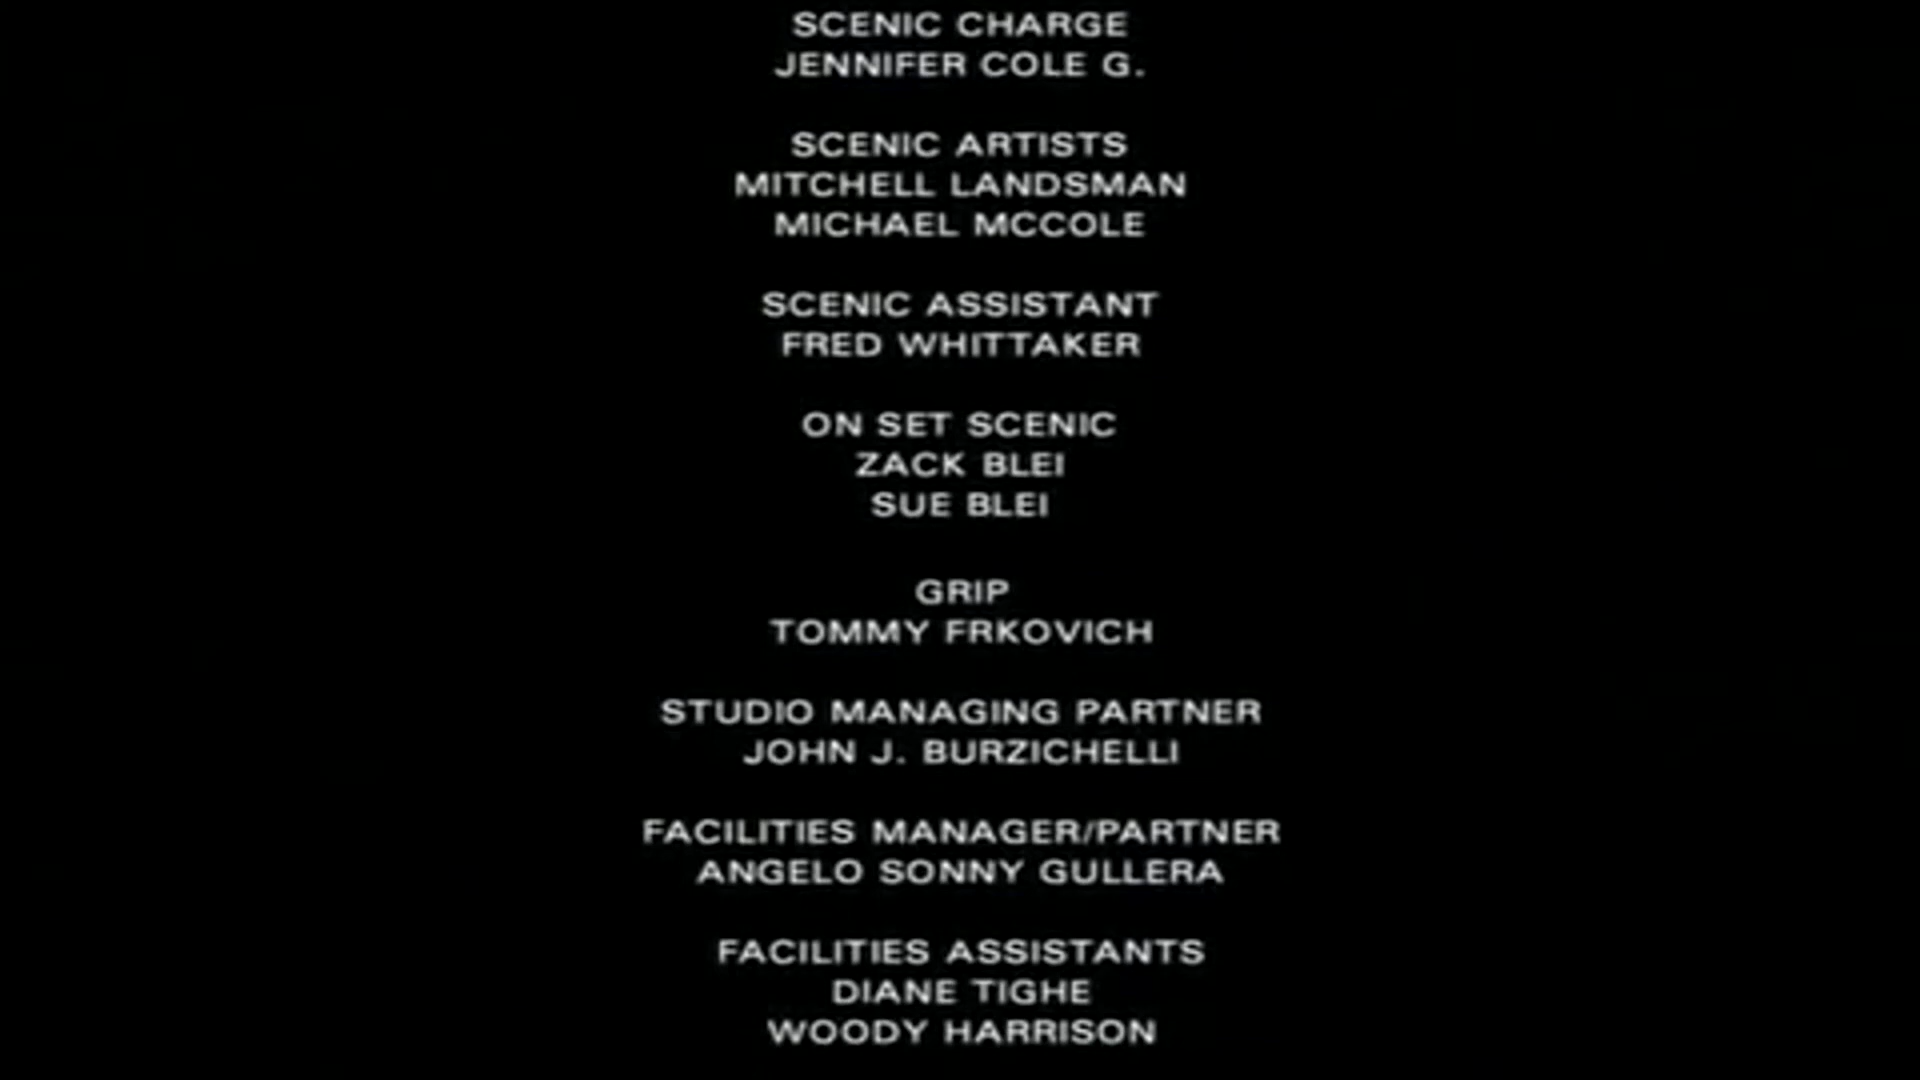 SCENIC CHARGE
JENNIFER COLE G.
SCENIC ARTISTS
MITCHELL LANDSMAN
MICHAEL MCCOLE
SCENIC ASSISTANT
FRED WHITTAKER
ON SET SCENIC
ZACK BLEI
SUE BLEI
GRIP
TOMMY FRKOVICH
STUDIO MANAGING PARTNER
JOHN J. BURZICHELLI
FACILITIES MANAGER/PARTNER
ANGELO SONNY GULLERA
FACILITIES ASSISTANTS
DIANE TIGHE
WOODY HARRISON